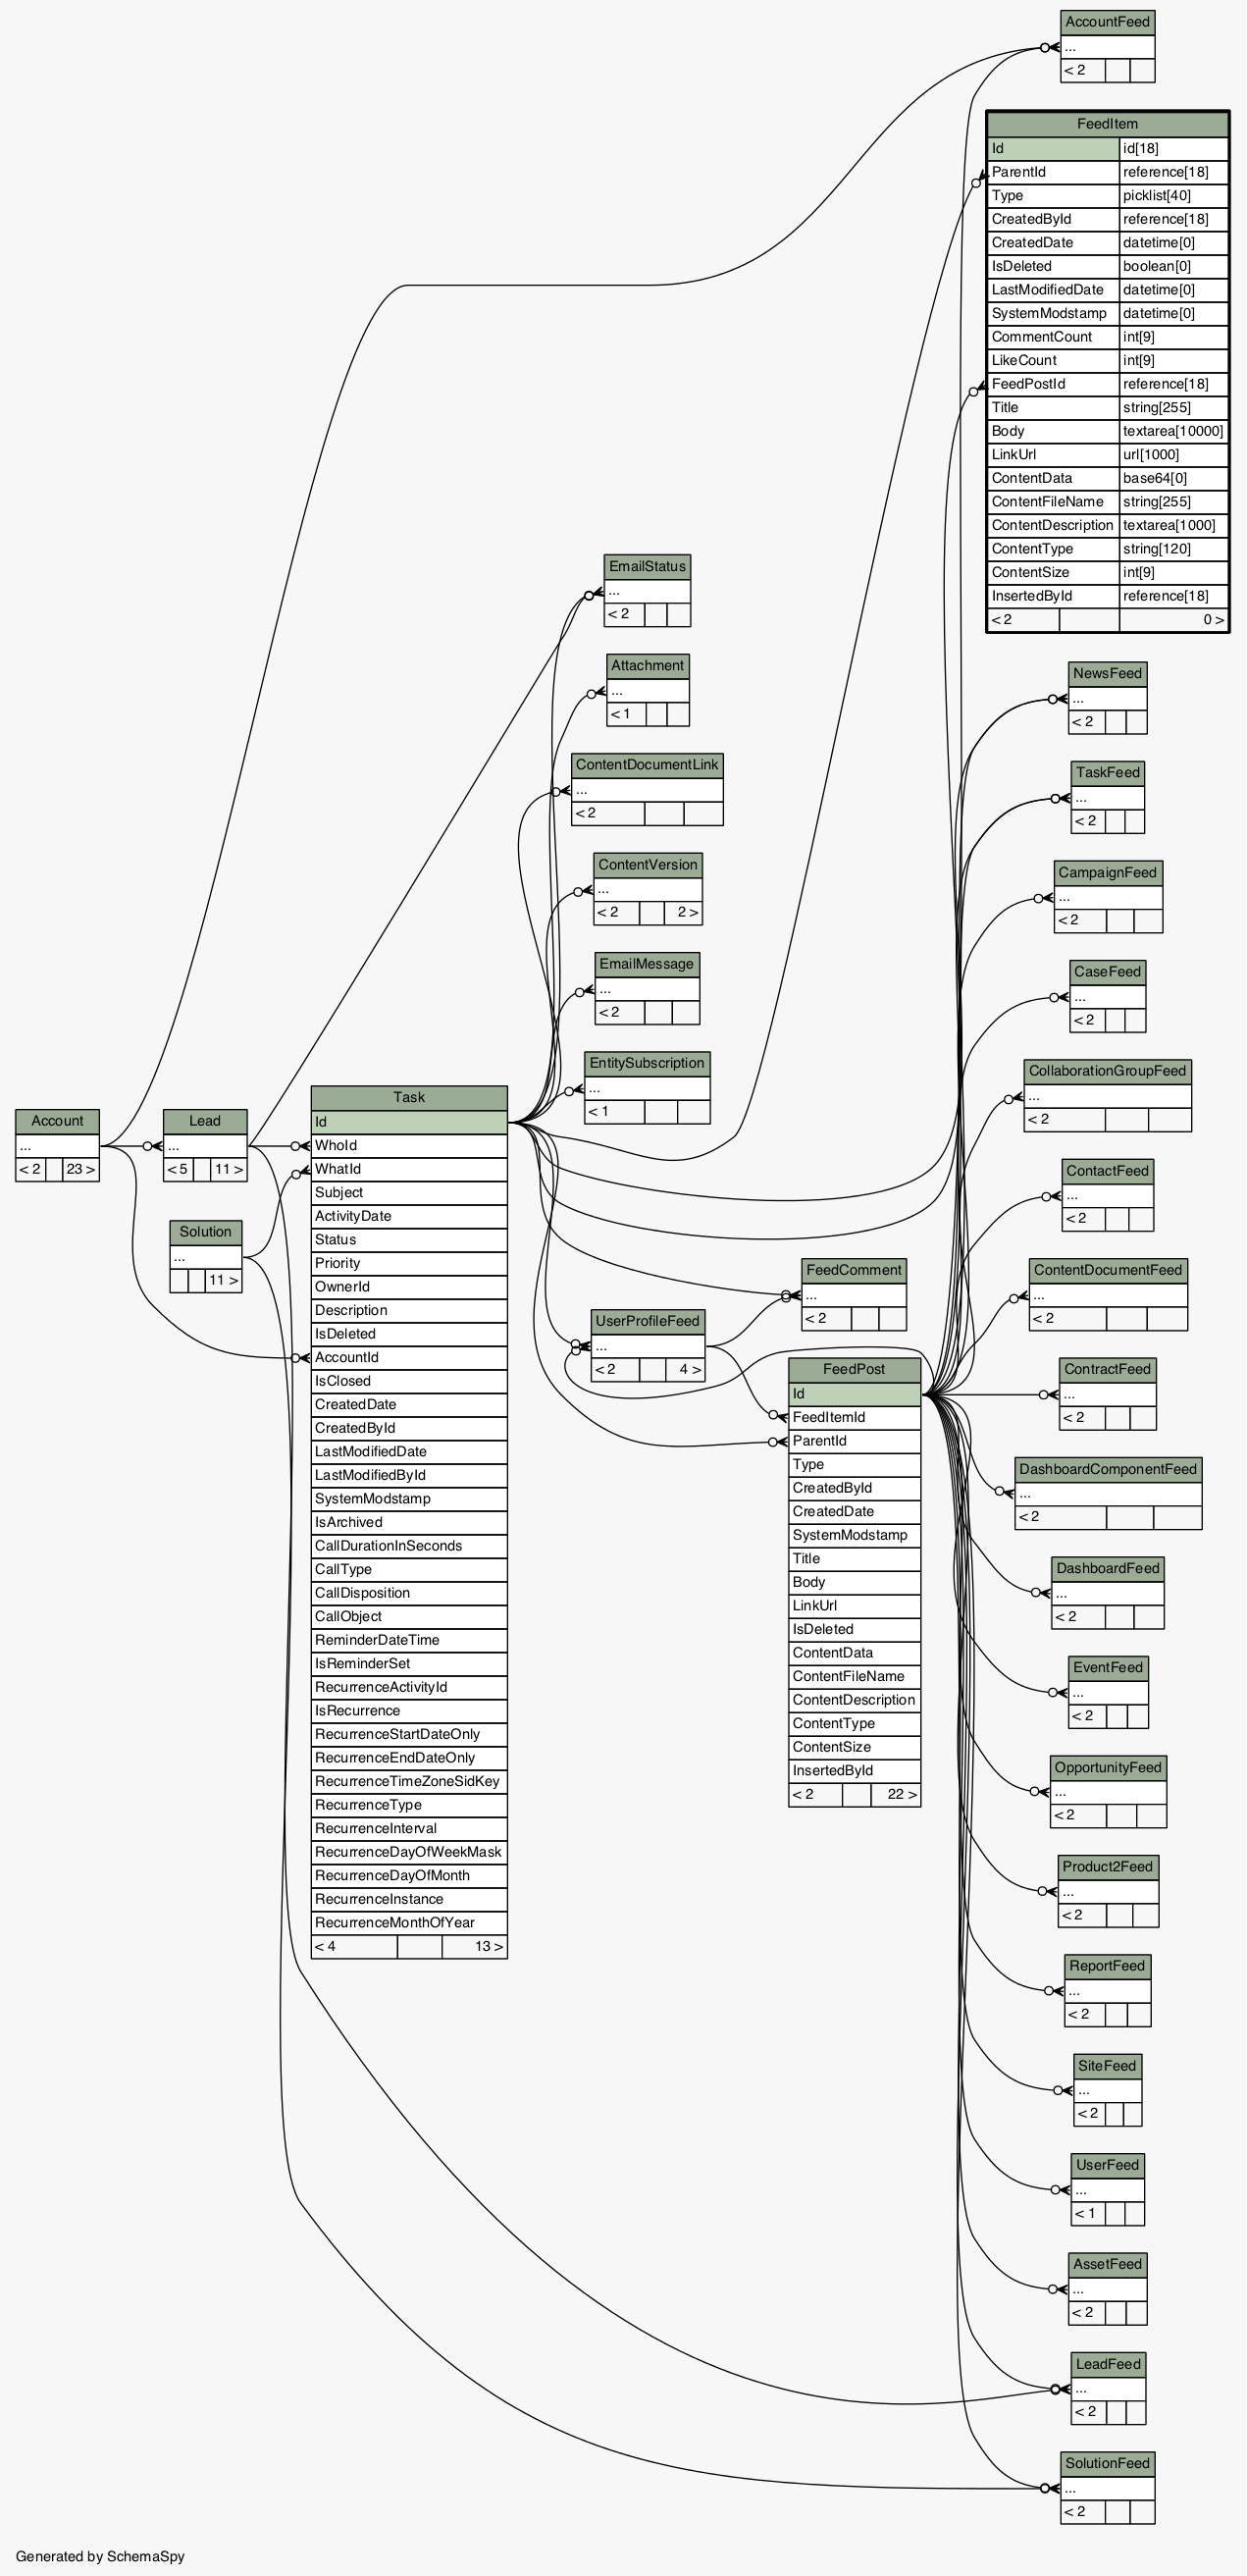 AccountFeed
...
< 2
FeedItem
Id id[18]
ParentId reference[18]
Type picklist[40]
CreatedById reference[18]
CreatedDate datetime[0]
IsDeleted boolean[0]
LastModifiedDate datetime[0]
SystemModstamp datetime[0]
CommentCount int[9]
LikeCount int[9]
FeedPostId reference[18]
Title string[255]
Body textarea[10000]
LinkUrl url[1000]
ContentData base64[0]
ContentFileName string[255]
ContentDescription textarea[1000]
ContentType string[120]
ContentSize int[9]
InsertedById reference[18]
< 2 0 >
EmailStatus
...
< 2
Attachment
...
< 1
ContentDocumentLink
...
< 2
ContentVersion
...
< 2 2 >
EmailMessage
...
< 2
EntitySubscription
...
< 1
Account
...
< 2 23 >
Lead
...
< 5 11 >
Solution
...
11 >
Task
Id
WhoId
WhatId
Subject
ActivityDate
Status
Priority
OwnerId
Description
IsDeleted
AccountId
IsClosed
CreatedDate
CreatedById
LastModifiedDate
LastModifiedById
SystemModstamp
IsArchived
CallDurationInSeconds
CallType
CallDisposition
CallObject
ReminderDateTime
IsReminderSet
RecurrenceActivityId
IsRecurrence
RecurrenceStartDateOnly
RecurrenceEndDateOnly
RecurrenceTimeZoneSidKey
RecurrenceType
RecurrenceInterval
RecurrenceDayOfWeekMask
RecurrenceDayOfMonth
RecurrenceInstance
RecurrenceMonthOfYear
< 4 13 >
UserProfileFeed
...
< 2 4 >
FeedComment
...
< 2
FeedPost
Id
FeedItemId
ParentId
Type
CreatedById
CreatedDate
SystemModstamp
Title
Body
LinkUrl
IsDeleted
ContentData
ContentFileName
ContentDescription
ContentType
ContentSize
InsertedById
< 2 22 >
NewsFeed
...
< 2
TaskFeed
...
< 2
CampaignFeed
...
< 2
CaseFeed
...
< 2
CollaborationGroupFeed
...
< 2
ContactFeed
...
< 2
ContentDocumentFeed
...
< 2
ContractFeed
...
< 2
DashboardComponentFeed
...
< 2
DashboardFeed
...
< 2
EventFeed
...
< 2
OpportunityFeed
...
< 2
Product2Feed
...
< 2
ReportFeed
...
< 2
SiteFeed
...
< 2
UserFeed
...
< 1
AssetFeed
...
< 2
LeadFeed
...
< 2
SolutionFeed
...
< 2
Generated by SchemaSpy